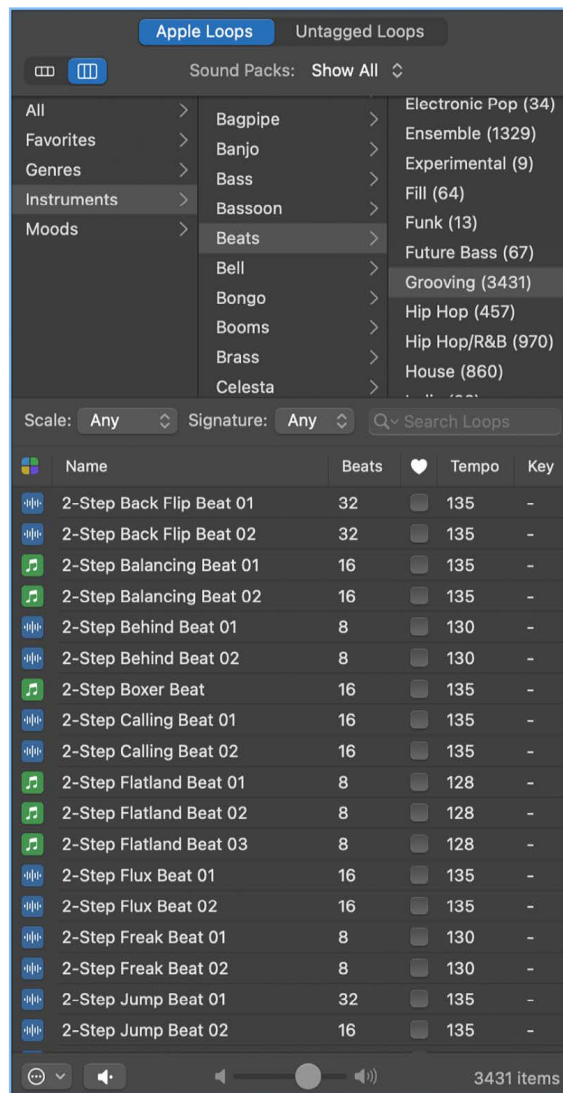 Apple Loops Untagged Loops
Sound Packs: Show All
All
Favorites
Genres
Instruments
Moods
Bagpipe
Banjo
Bass
Bassoon
Beats
Bell
Bongo
Booms
Brass
Celesta
Electronic Pop (34)
Ensemble (1329)
Experimental (9)
Fill (64)
Funk (13)
Future Bass (67)
Grooving (3431)
Hip Hop (457)
Hip Hop/R&B (970)
House (860)
Scale: Any Signature: Any Search Loops
Name Beats Tempo Key
2-Step Back Flip Beat 01 32 135 -
2-Step Back Flip Beat 02 32 135 -
2-Step Balancing Beat 01 16 135 -
2-Step Balancing Beat 02 16 135 -
2-Step Behind Beat 01 8 130 -
2-Step Behind Beat 02 8 130 -
2-Step Boxer Beat 16 135 -
2-Step Calling Beat 01 16 135 -
2-Step Calling Beat 02 16 135 -
2-Step Flatland Beat 01 8 128 -
2-Step Flatland Beat 02 8 128 -
2-Step Flatland Beat 03 8 128 -
2-Step Flux Beat 01 16 135 -
2-Step Flux Beat 02 16 135 -
2-Step Freak Beat 01 8 130 -
2-Step Freak Beat 02 8 130 -
2-Step Jump Beat 01 32 135 -
2-Step Jump Beat 02 16 135 -
3431 items